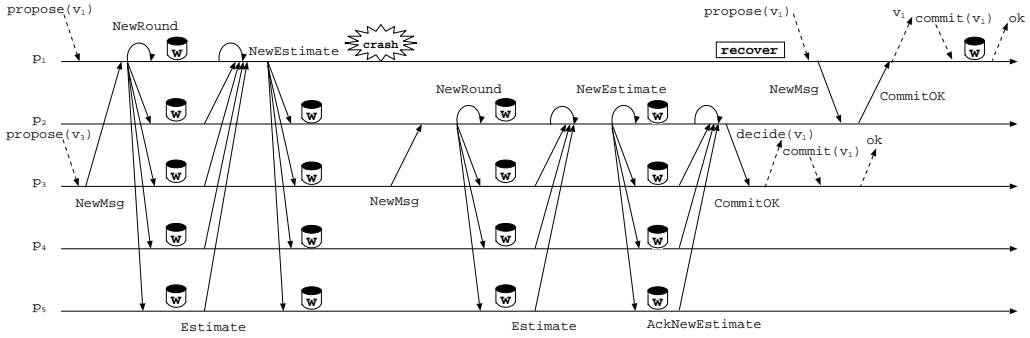 propose(v₁)
NewRound
W
NewEstimate
crash
propose(v₁)
v₁
commit(v₁)
ok
W
recover
p₁
NewRound
NewEstimate
NewMsg
CommitOK
W
W
W
W
p₂
propose(v₃)
decide(v₁)
commit(v₁)
ok
W
W
W
W
p₃
NewMsg
NewMsg
CommitOK
W
W
W
W
p₄
W
W
W
W
p₅
Estimate
Estimate
AckNewEstimate